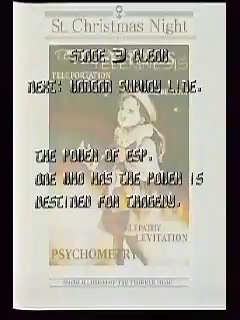 St. Christmas Night
STAGE 3 CLEAR
TELEPORTATION
NEXT: SUBWAY LINE.
THE POWER OF ESP.
ONE WHO HAS THE POWER IS
DESTINED FOR TRAGEDY.
LEPATHY
LEVITATION
PSYCHOMETRY